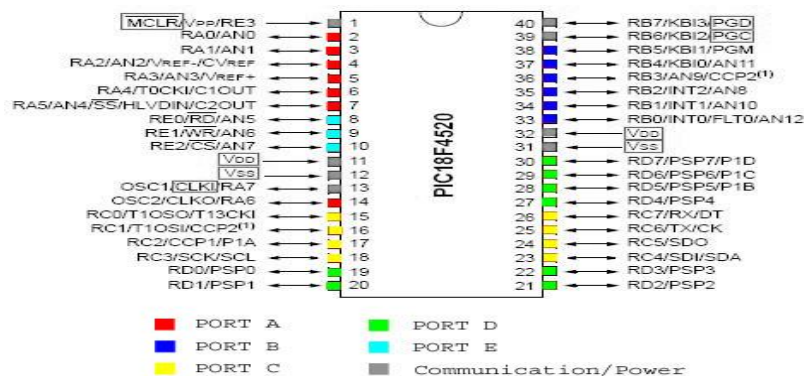 MCLR/VPP/RE3 1
RA0/AN0 2
RA1/AN1 3
RA2/AN2/VREF-/CVREF 4
RA3/AN3/VREF+ 5
RA4/T0CKI/C1OUT 6
RA5/AN4/SS/HLVDIN/C2OUT 7
RE0/RD/AN5 8
RE1/WR/AN6 9
RE2/CS/AN7 10
VDD 11
VSS 12
OSC1/CLKI/RA7 13
OSC2/CLKO/RA6 14
RC0/T1OSO/T13CKI 15
RC1/T1OSI/CCP2(1) 16
RC2/CCP1/P1A 17
RC3/SCK/SCL 18
RD0/PSP0 19
RD1/PSP1 20
PIC18F4520
40 RB7/KBI3/PGD
39 RB6/KBI2/PGC
38 RB5/KBI1/PGM
37 RB4/KBI0/AN11
36 RB3/AN9/CCP2(1)
35 RB2/INT2/AN8
34 RB1/INT1/AN10
33 RB0/INT0/FLT0/AN12
32 VDD
31 VSS
30 RD7/PSP7/P1D
29 RD6/PSP6/P1C
28 RD5/PSP5/P1B
27 RD4/PSP4
26 RC7/RX/DT
25 RC6/TX/CK
24 RC5/SDO
23 RC4/SDI/SDA
22 RD3/PSP3
21 RD2/PSP2
PORT A
PORT B
PORT C
PORT D
PORT E
Communication/Power